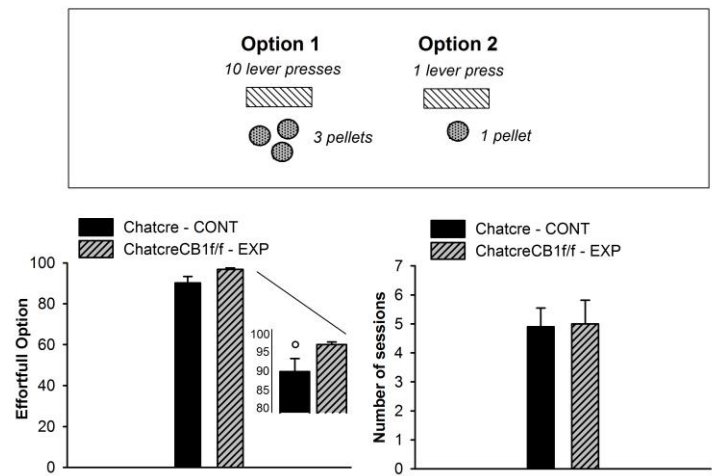 Option 1
10 lever presses
3 pellets
Option 2
1 lever press
1 pellet
Chatcre - CONT
ChatcreCB1f/f - EXP
Effortfull Option
100
80
60
40
20
0
100
95
90
85
80
Chatcre - CONT
ChatcreCB1f/f - EXP
Number of sessions
7
6
5
4
3
2
1
0